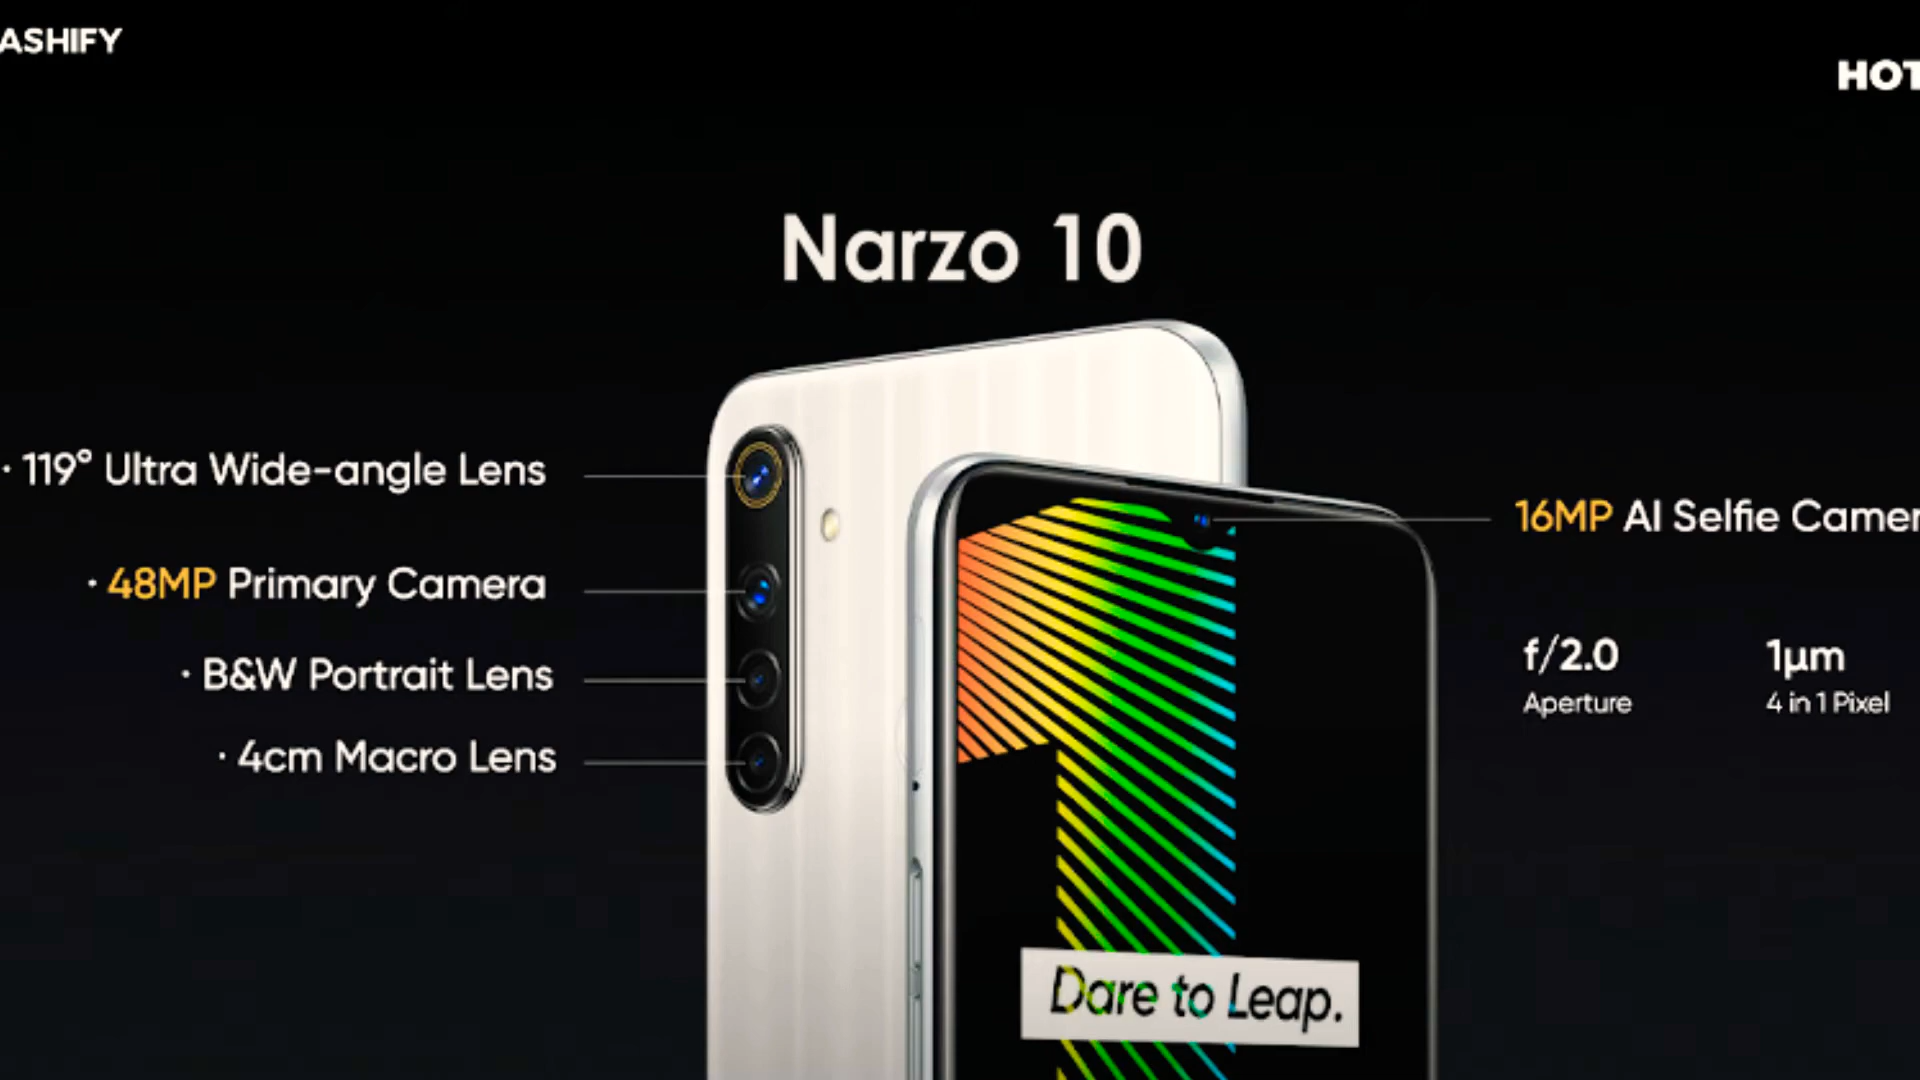 ASHIFY
HOT
Narzo 10
· 119° Ultra Wide-angle Lens
· 48MP Primary Camera
· B&W Portrait Lens
· 4cm Macro Lens
16MP AI Selfie Camer
f/2.0
Aperture
1µm
4 in 1 Pixel
Dare to Leap.